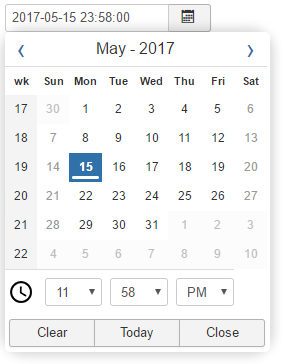 2017-05-15 23:58:00
‹ May - 2017 ›
wk Sun Mon Tue Wed Thu Fri Sat
17 30 1 2 3 4 5 6
18 7 8 9 10 11 12 13
19 14 15 16 17 18 19 20
20 21 22 23 24 25 26 27
21 28 29 30 31 1 2 3
22 4 5 6 7 8 9 10
11 58 PM
Clear Today Close